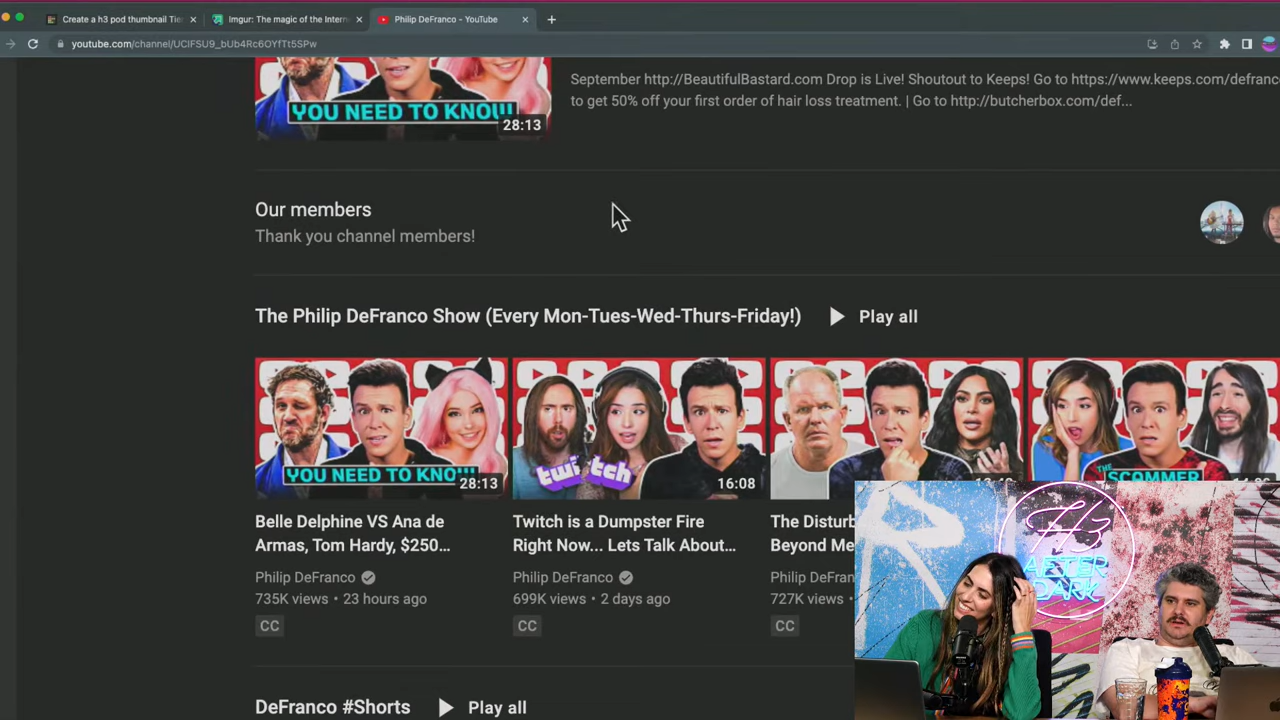 Create a h3 pod thumbnail Tie
Imgur: The magic of the Intern
Philip DeFranco - YouTube
youtube.com/channel/UClFSU9_bUb4Rc6OYfTt5SPw
YOU NEED TO KNOW
28:13
September http://BeautifulBastard.com Drop is Live! Shoutout to Keeps! Go to https://www.keeps.com/defranc
to get 50% off your first order of hair loss treatment. | Go to http://butcherbox.com/def...
Our members
Thank you channel members!
The Philip DeFranco Show (Every Mon-Tues-Wed-Thurs-Friday!)
Play all
YOU NEED TO KNOW
28:13
twitch
16:08
THE
SCAMMER
Belle Delphine VS Ana de
Armas, Tom Hardy, $250...
Philip DeFranco
735K views • 23 hours ago
CC
Twitch is a Dumpster Fire
Right Now... Lets Talk About...
Philip DeFranco
699K views • 2 days ago
CC
The Disturb
Beyond Me
Philip DeFran
727K views
CC
H3
AFTER
DARK
DeFranco #Shorts
Play all